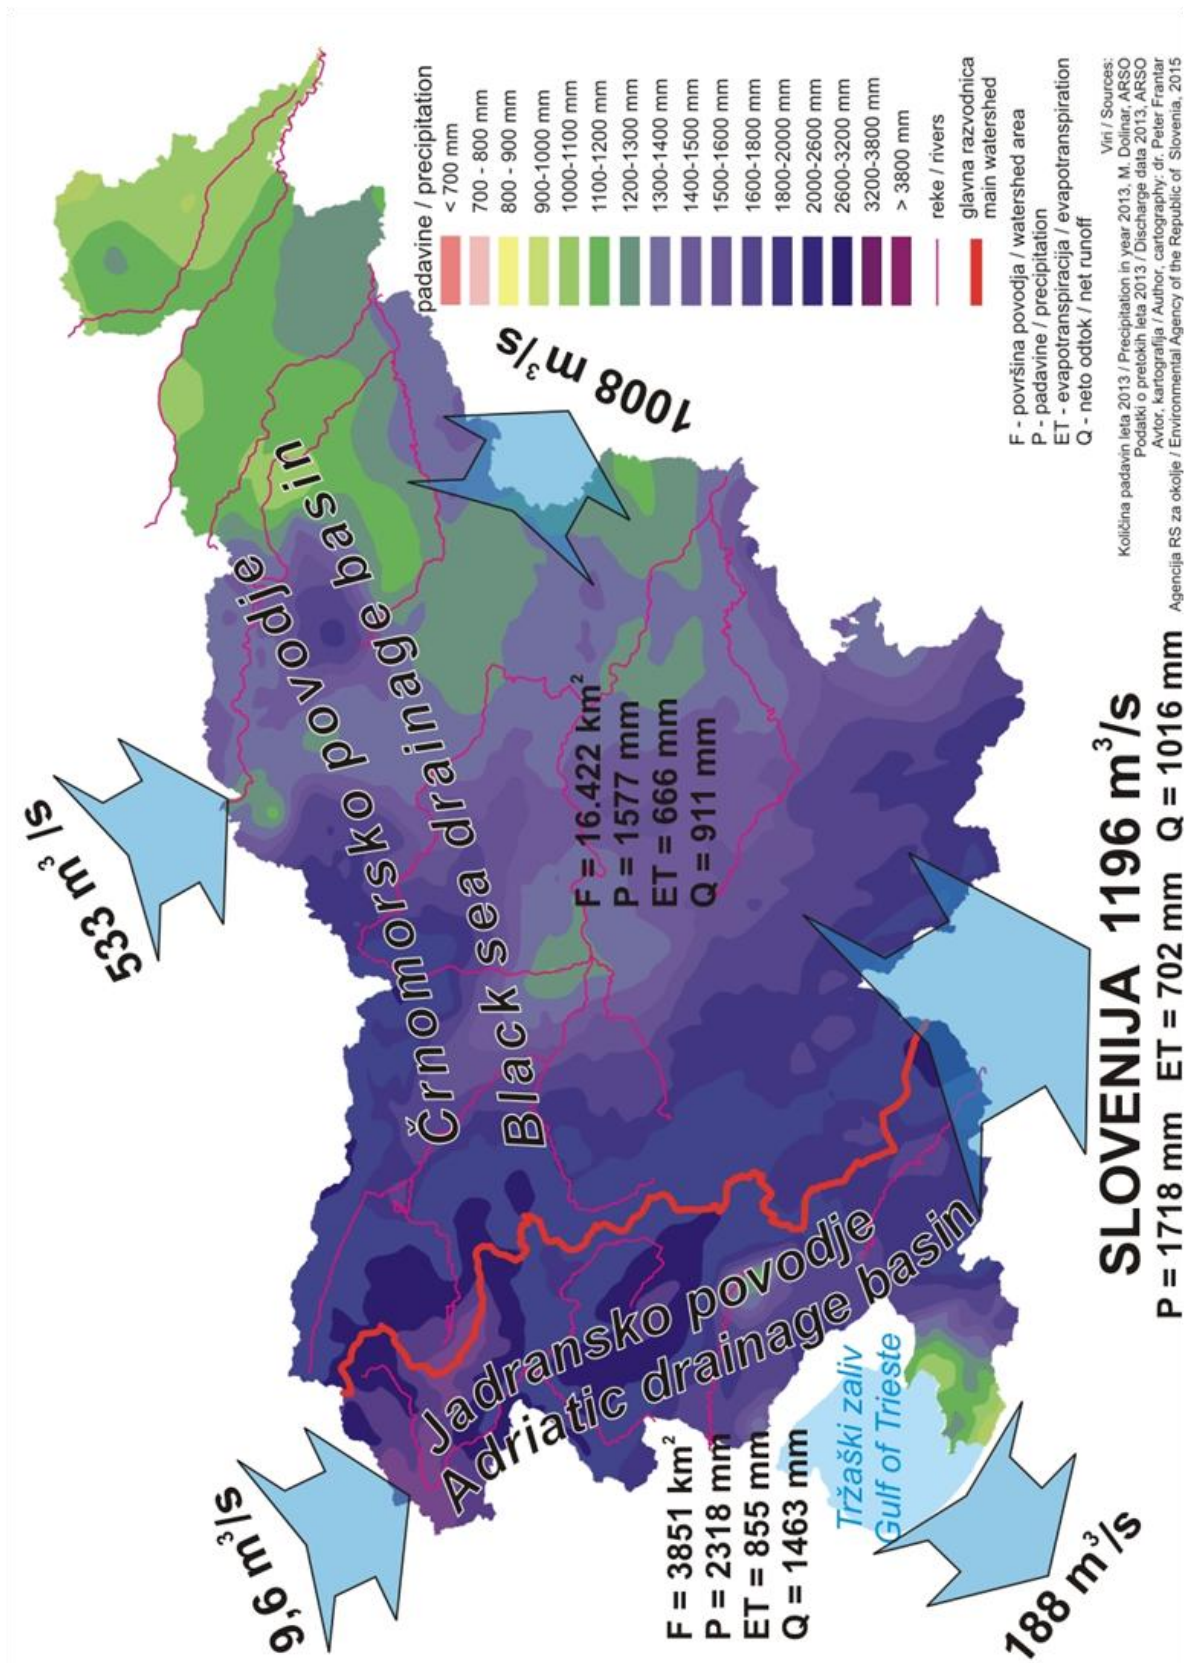 533 m³/s
9,6 m³/s
Črnomorsko povodje
Black sea drainage basin
F = 16.422 km²
P = 1577 mm
ET = 666 mm
Q = 911 mm
1008 m³/s
Jadransko povodje
Adriatic drainage basin
F = 3851 km²
P = 2318 mm
ET = 855 mm
Q = 1463 mm
Tržaški zaliv
Gulf of Trieste
188 m³/s
SLOVENIJA 1196 m³/s
P = 1718 mm ET = 702 mm Q = 1016 mm
padavine / precipitation
< 700 mm
700 - 800 mm
800 - 900 mm
900-1000 mm
1000-1100 mm
1100-1200 mm
1200-1300 mm
1300-1400 mm
1400-1500 mm
1500-1600 mm
1600-1800 mm
1800-2000 mm
2000-2600 mm
2600-3200 mm
3200-3800 mm
> 3800 mm
reke / rivers
glavna razvodnica
main watershed
F - površina povodja / watershed area
P - padavine / precipitation
ET - evapotranspiracija / evapotranspiration
Q - neto odtok / net runoff
Viri / Sources:
Količina padavin leta 2013 / Precipitation in year 2013, M. Dolinar, ARSO
Podatki o pretokih leta 2013 / Discharge data 2013, ARSO
Avtor, kartografija / Author, cartography: dr. Peter Frantar
Agencija RS za okolje / Environmental Agency of the Republic of Slovenia, 2015